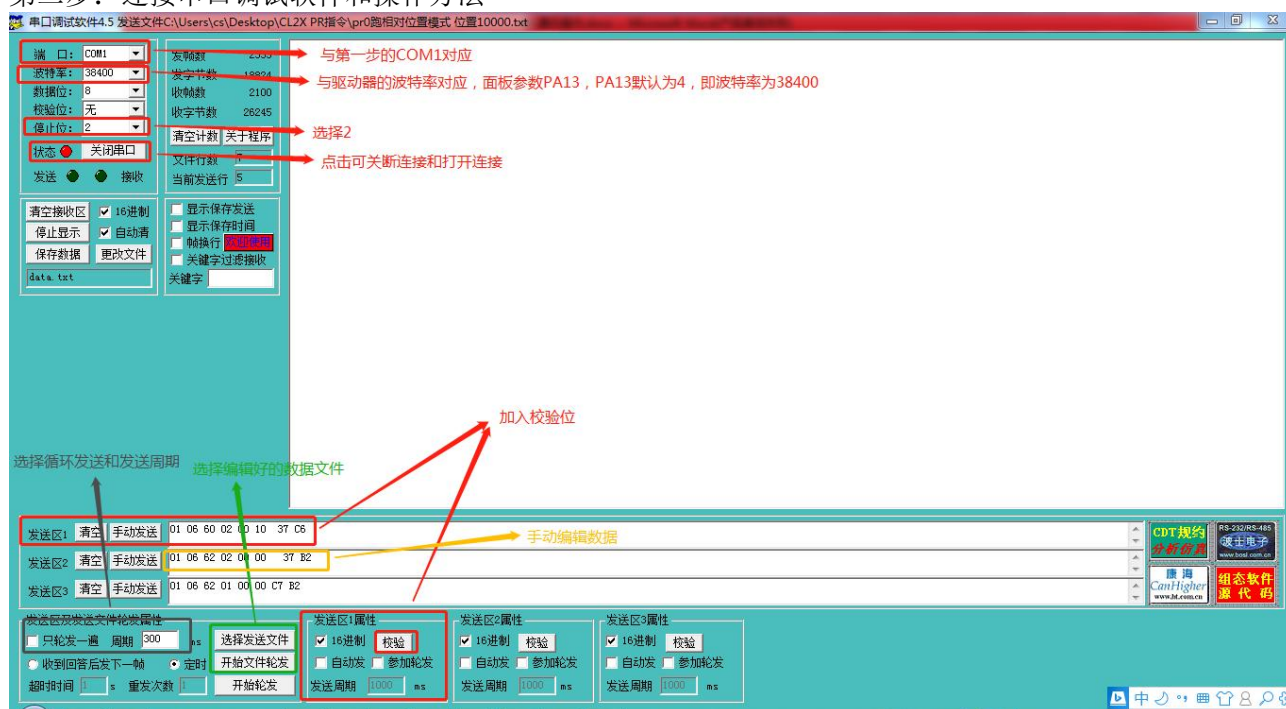 串口调试软件4.5 发送文件C:\Users\cs\Desktop\CL2X PR指令\pr0跑相对位置模式 位置10000.txt
端 口: COM1
波特率: 38400
数据位: 8
校验位: 无
停止位: 2
状态 关闭串口
发送 接收
发帧数
发字节数 18824
收帧数 2100
收字节数 26245
清空计数 关于程序
文件行数 7
当前发送行 5
与第一步的COM1对应
与驱动器的波特率对应，面板参数PA13，PA13默认为4，即波特率为38400
选择2
点击可关断连接和打开连接
清空接收区 16进制
停止显示 自动清
保存数据 更改文件
data.txt
显示保存发送
显示保存时间
帧换行 欢迎使用
关键字过滤接收
关键字
加入校验位
选择循环发送和发送周期
选择编辑好的数据文件
发送区1 清空 手动发送 01 06 60 02 00 10 37 C6
手动编辑数据
发送区2 清空 手动发送 01 06 62 02 00 00 37 B2
发送区3 清空 手动发送 01 06 62 01 00 00 C7 B2
CDT规约
分析仿真
RS-232/RS-485
波士电子
www.bosi.com.cn
康海
CanHigher
组态软件
源代码
发送区及发送文件轮发属性
只轮发一遍 周期 300 ms 选择发送文件
收到回答后发下一帧 定时 开始文件轮发
超时时间 1 s 重发次数 1 开始轮发
发送区1属性
16进制 校验
自动发 参加轮发
发送周期 1000 ms
发送区2属性
16进制 校验
自动发 参加轮发
发送周期 1000 ms
发送区3属性
16进制 校验
自动发 参加轮发
发送周期 1000 ms
中